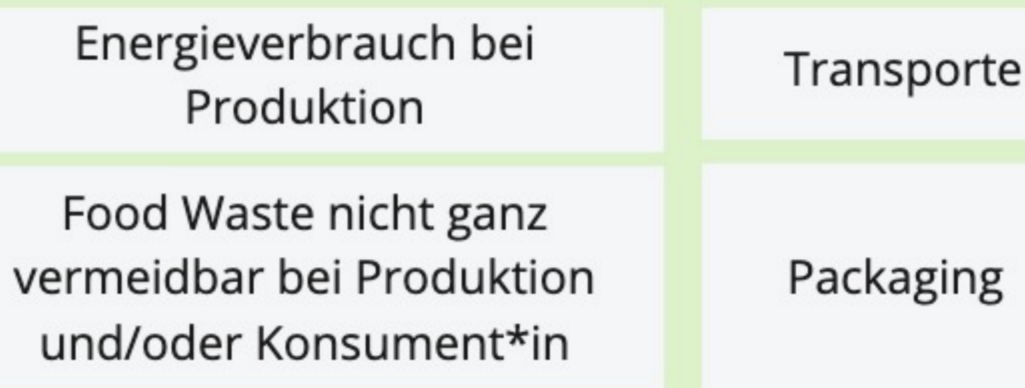 Energieverbrauch bei
Produktion
Transporte
Food Waste nicht ganz
vermeidbar bei Produktion
und/oder Konsument*in
Packaging